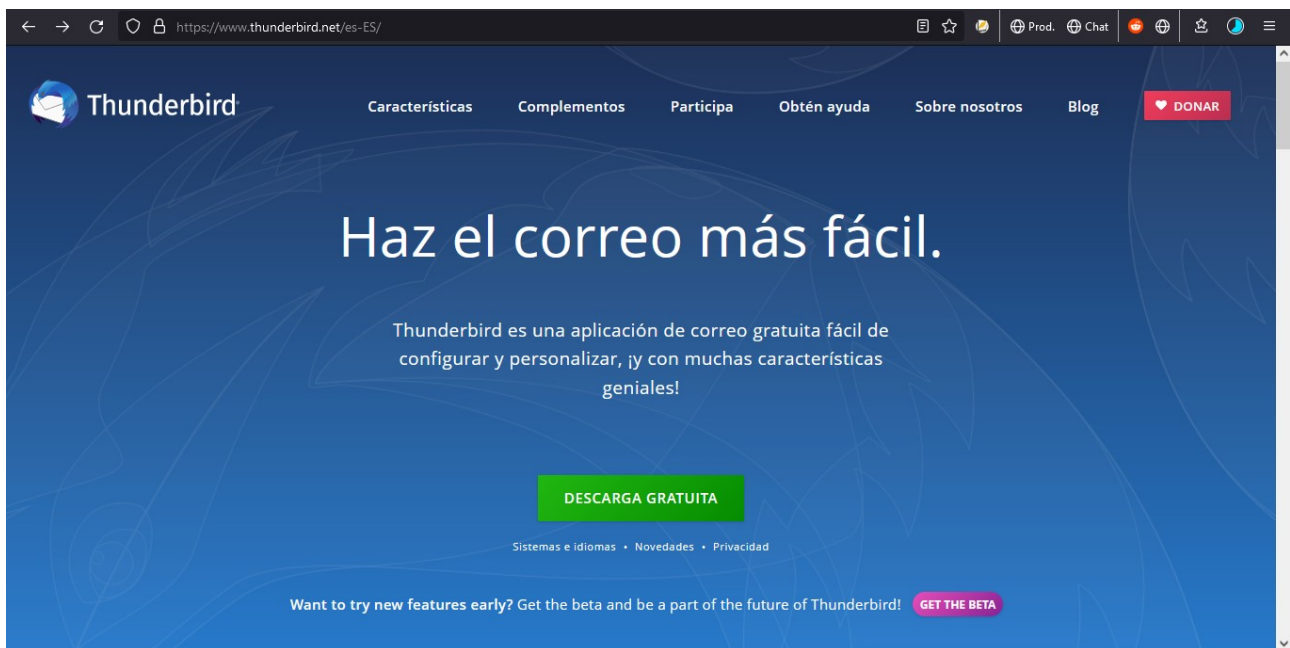 https://www.thunderbird.net/es-ES/
Prod.
Chat
Thunderbird
Características
Complementos
Participa
Obtén ayuda
Sobre nosotros
Blog
DONAR
Haz el correo más fácil.
Thunderbird es una aplicación de correo gratuita fácil de
configurar y personalizar, ¡y con muchas características
geniales!
DESCARGA GRATUITA
Sistemas e idiomas • Novedades • Privacidad
Want to try new features early? Get the beta and be a part of the future of Thunderbird!
GET THE BETA